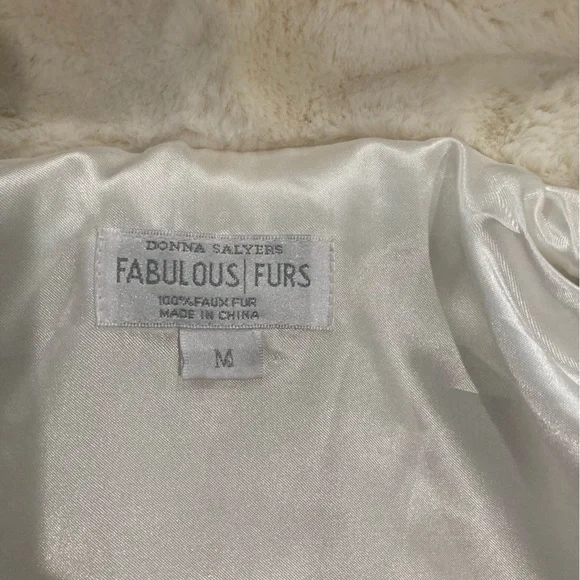 DONNA SALYERS
FABULOUS|FURS
100% FAUX FUR
MADE IN CHINA
M